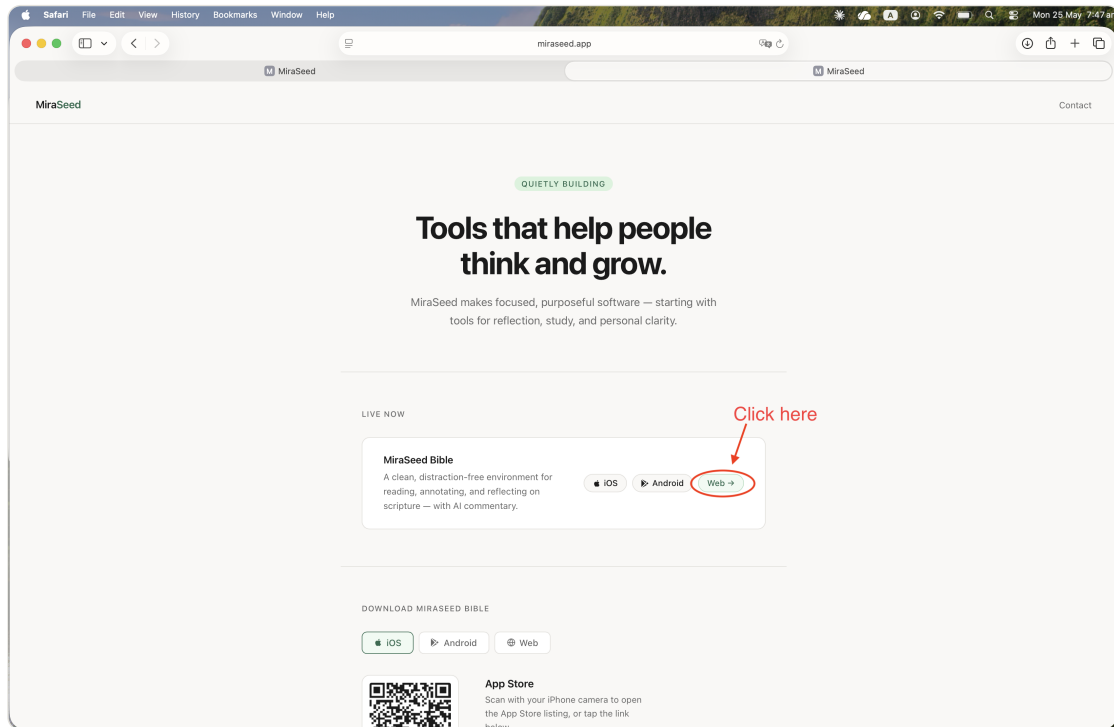 Safari File Edit View History Bookmarks Window Help
A
Mon 25 May 7:47am
miraseed.app
M MiraSeed
M MiraSeed
MiraSeed
Contact
QUIETLY BUILDING
Tools that help people
think and grow.
MiraSeed makes focused, purposeful software — starting with
tools for reflection, study, and personal clarity.
LIVE NOW
Click here
MiraSeed Bible
A clean, distraction-free environment for
reading, annotating, and reflecting on
scripture — with AI commentary.
iOS
Android
Web →
DOWNLOAD MIRASEED BIBLE
iOS
Android
Web
App Store
Scan with your iPhone camera to open
the App Store listing, or tap the link
below.